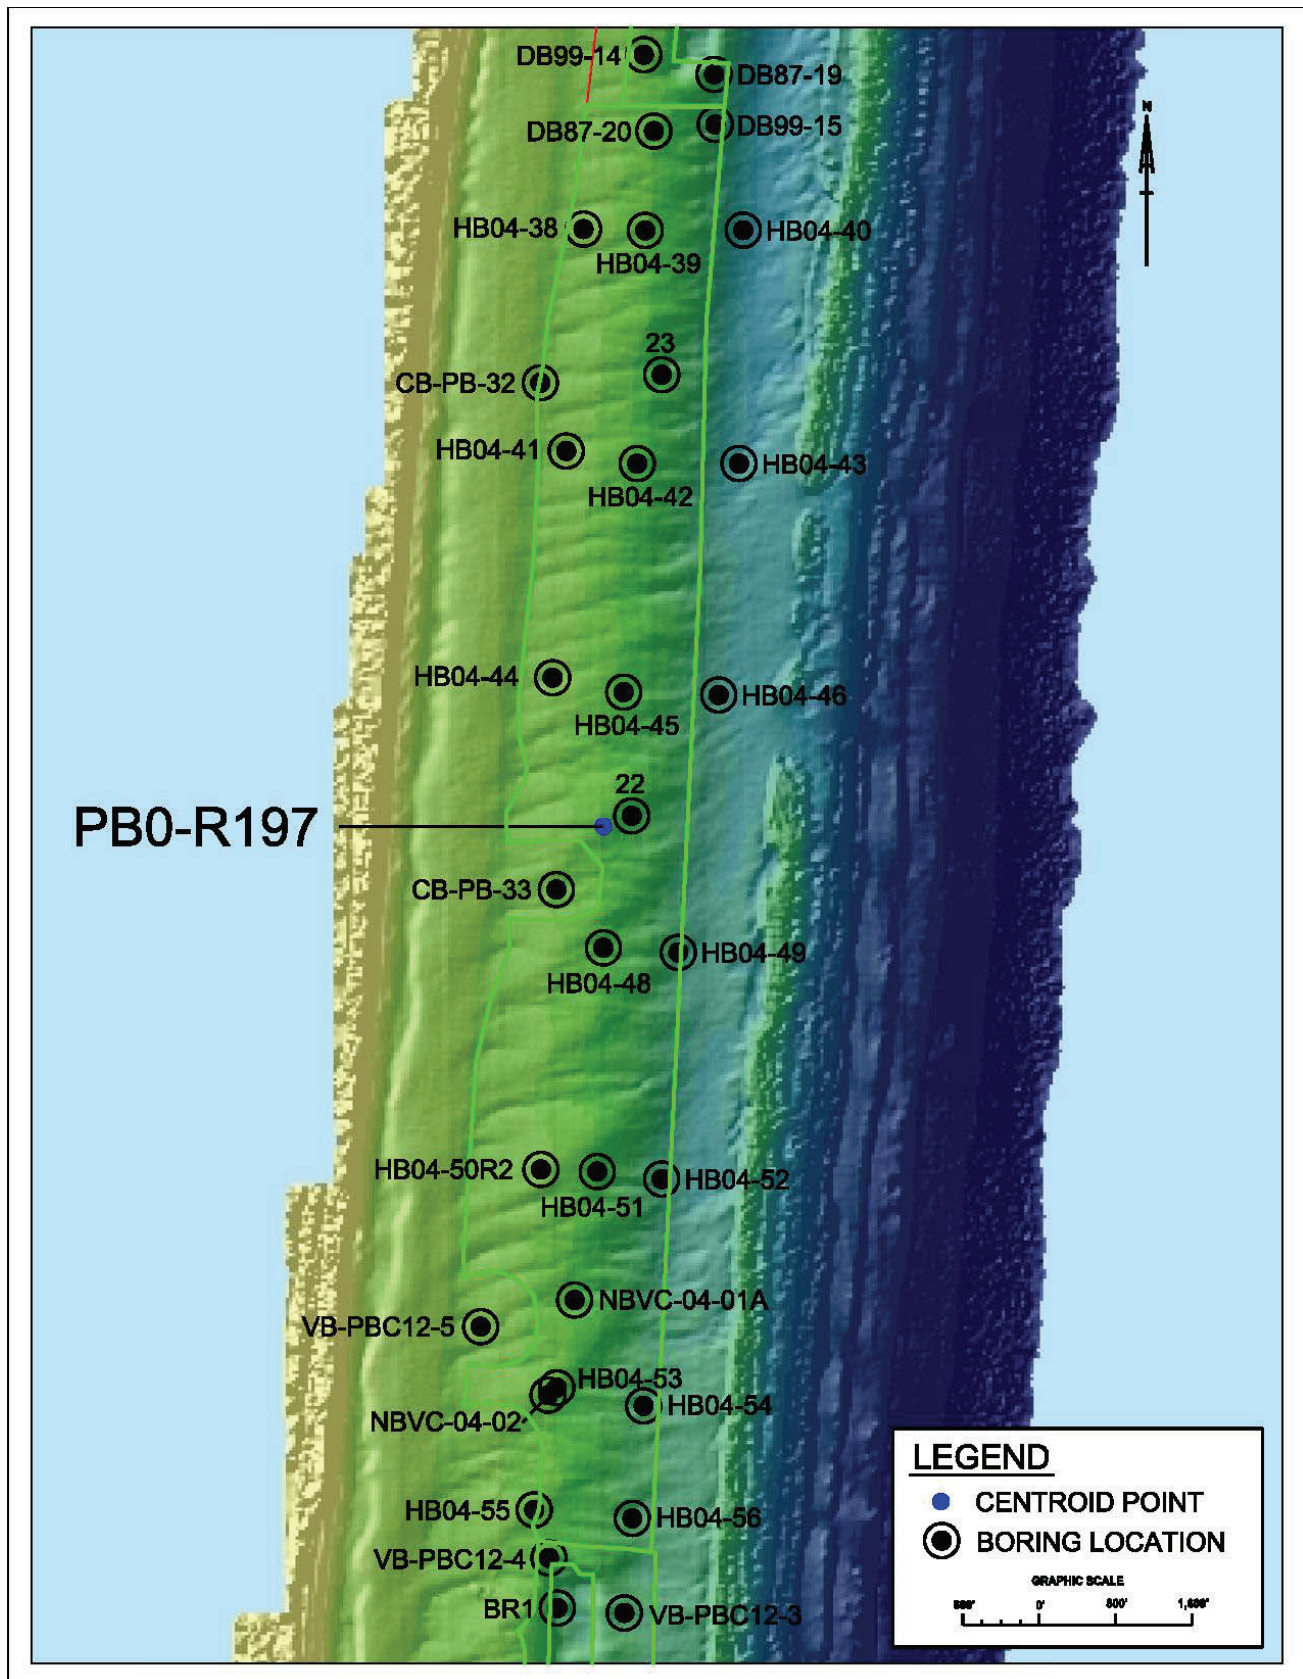 DB99-14
DB87-19
DB87-20
DB99-15
N
HB04-38
HB04-39
HB04-40
23
CB-PB-32
HB04-41
HB04-42
HB04-43
HB04-44
HB04-45
HB04-46
22
PB0-R197
CB-PB-33
HB04-48
HB04-49
HB04-50R2
HB04-51
HB04-52
NBVC-04-01A
VB-PBC12-5
HB04-53
NBVC-04-02
HB04-54
HB04-55
HB04-56
VB-PBC12-4
BR1
VB-PBC12-3
LEGEND
CENTROID POINT
BORING LOCATION
GRAPHIC SCALE
0' 800'